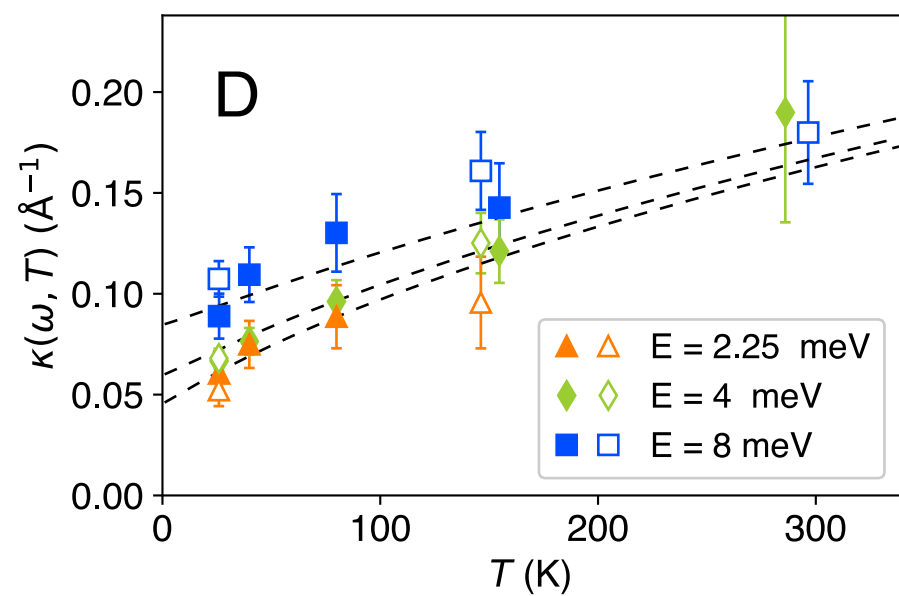 D
κ(ω, T) (Å⁻¹)
0.20
0.15
0.10
0.05
0.00
E = 2.25 meV
E = 4 meV
E = 8 meV
0 100 200 300
T (K)